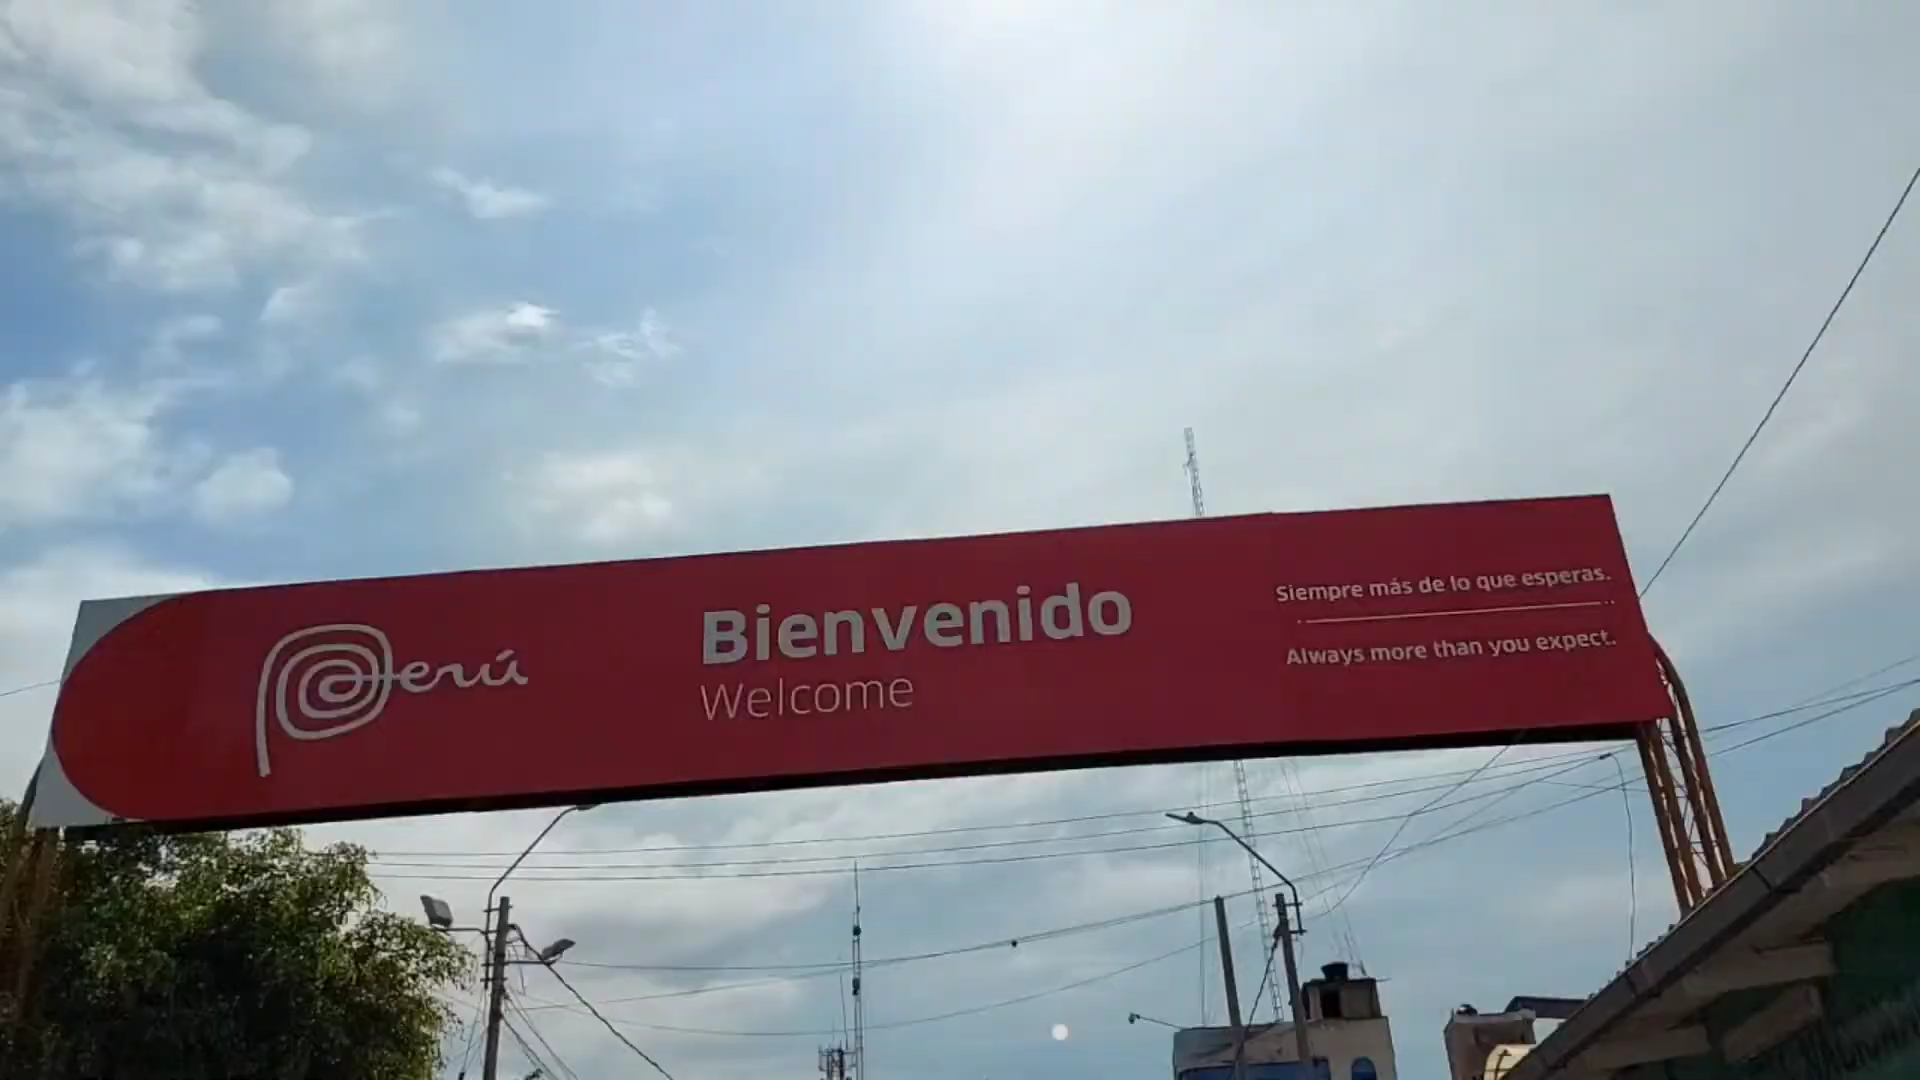 Perú
Bienvenido
Welcome
Siempre más de lo que esperas.
Always more than you expect.